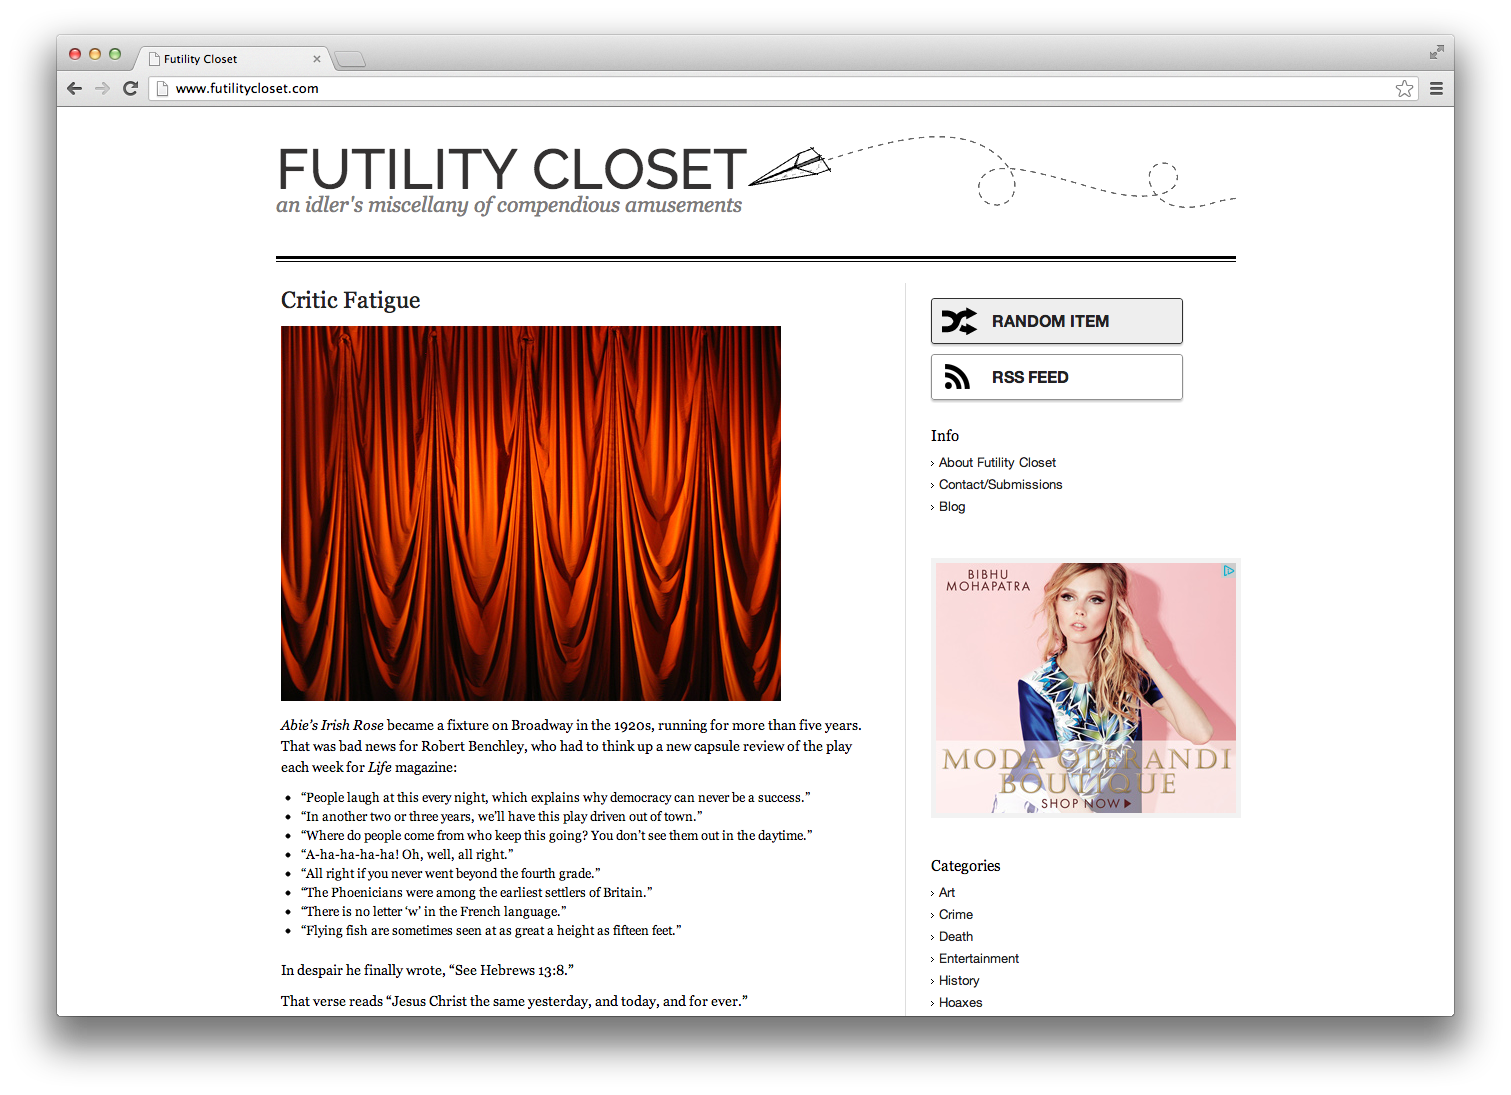 Futility Closet
www.futilitycloset.com
FUTILITY CLOSET
an idler's miscellany of compendious amusements
Critic Fatigue
Abie’s Irish Rose became a fixture on Broadway in the 1920s, running for more than five years.
That was bad news for Robert Benchley, who had to think up a new capsule review of the play
each week for Life magazine:
• “People laugh at this every night, which explains why democracy can never be a success.”
• “In another two or three years, we’ll have this play driven out of town.”
• “Where do people come from who keep this going? You don’t see them out in the daytime.”
• “A-ha-ha-ha-ha! Oh, well, all right.”
• “All right if you never went beyond the fourth grade.”
• “The Phoenicians were among the earliest settlers of Britain.”
• “There is no letter ‘w’ in the French language.”
• “Flying fish are sometimes seen at as great a height as fifteen feet.”
In despair he finally wrote, “See Hebrews 13:8.”
That verse reads “Jesus Christ the same yesterday, and today, and for ever.”
RANDOM ITEM
RSS FEED
Info
About Futility Closet
Contact/Submissions
Blog
BIBHU
MOHAPATRA
MODA OPERANDI
BOUTIQUE
SHOP NOW
Categories
Art
Crime
Death
Entertainment
History
Hoaxes